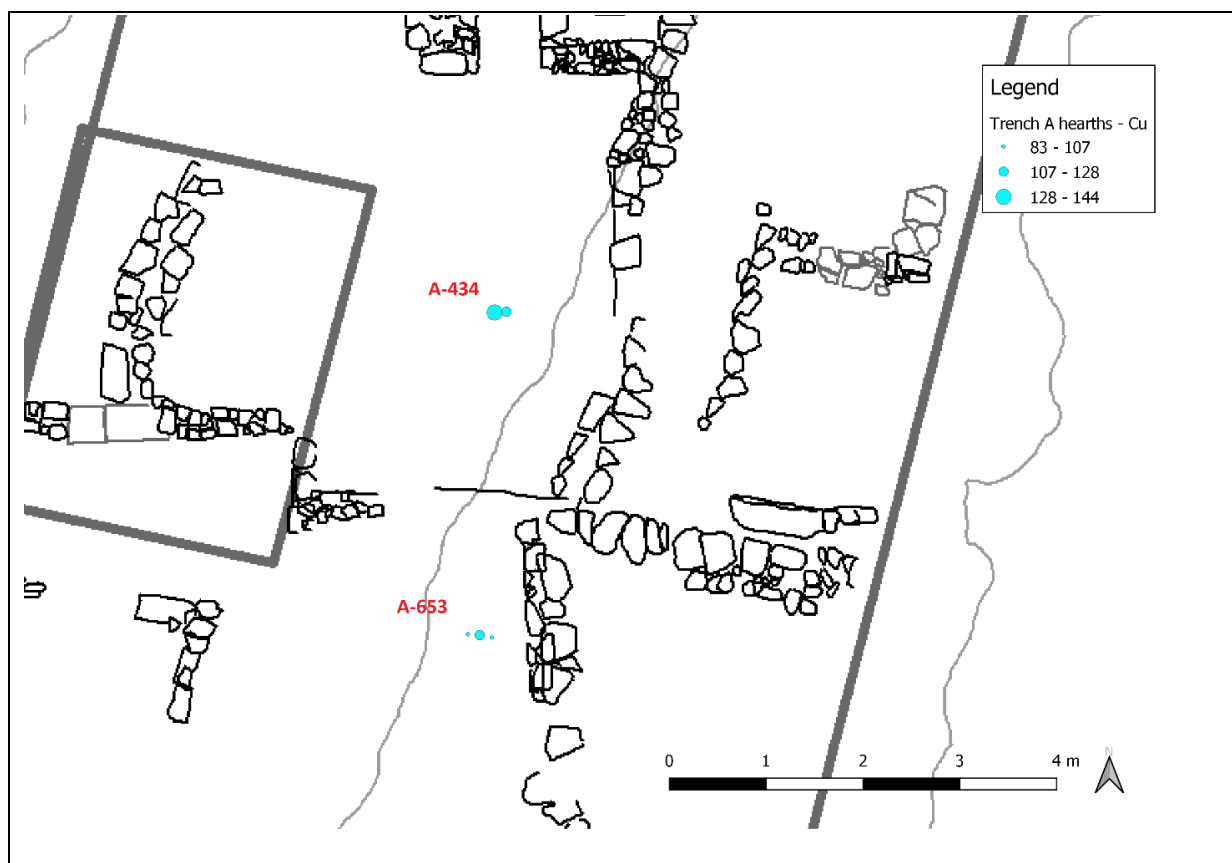 Legend
Trench A hearths - Cu
83 - 107
107 - 128
128 - 144
A-434
A-653
0 1 2 3 4 m
N